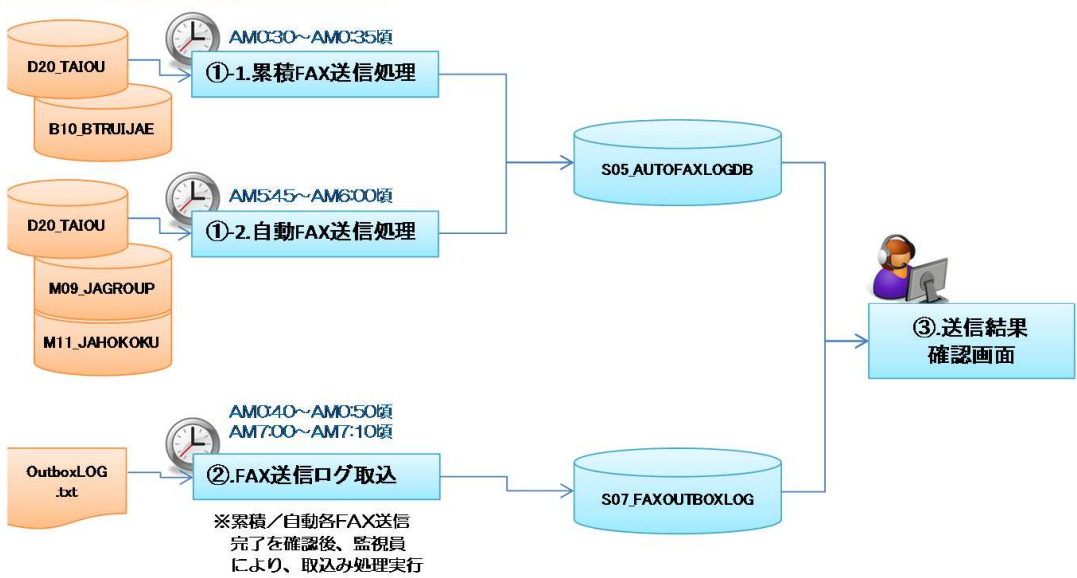 AM0:30～AM0:35頃
D20_TAIOU
①-1.累積FAX送信処理
B10_BTRUIJAE
S05_AUTOFAXLOGDB
AM5:45～AM6:00頃
D20_TAIOU
①-2.自動FAX送信処理
M09_JAGROUP
M11_JAHOKOKU
③.送信結果
確認画面
AM0:40～AM0:50頃
AM7:00～AM7:10頃
OutboxLOG
.txt
②.FAX送信ログ取込
S07_FAXOUTBOXLOG
※累積／自動各FAX送信
完了を確認後、監視員
により、取込み処理実行